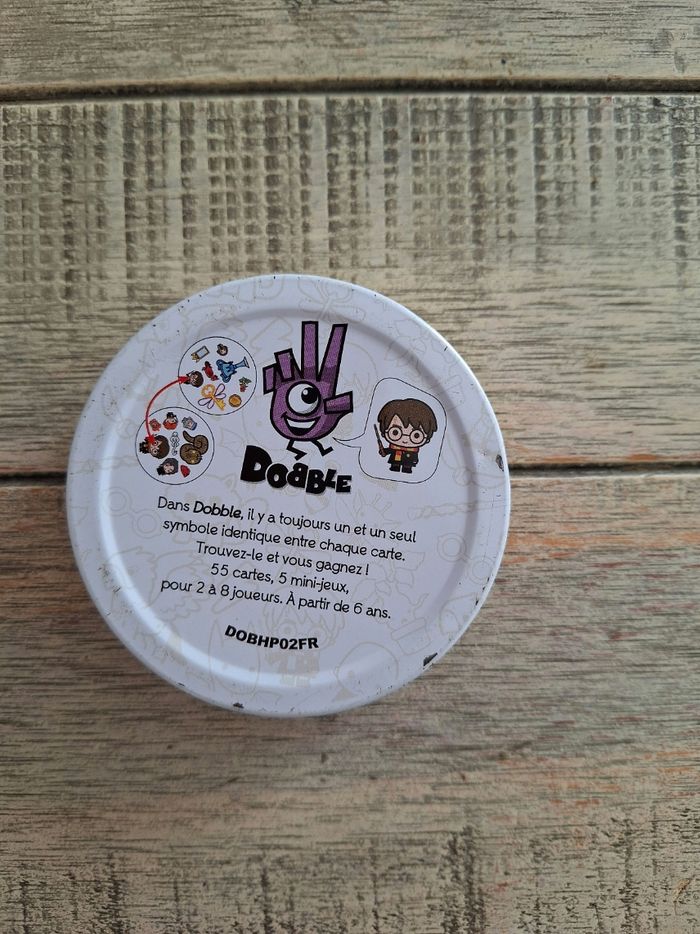 DOBBLE
Dans Dobble, il y a toujours un et un seul
symbole identique entre chaque carte.
Trouvez-le et vous gagnez !
55 cartes, 5 mini-jeux,
pour 2 à 8 joueurs. À partir de 6 ans.
DOBHP02FR